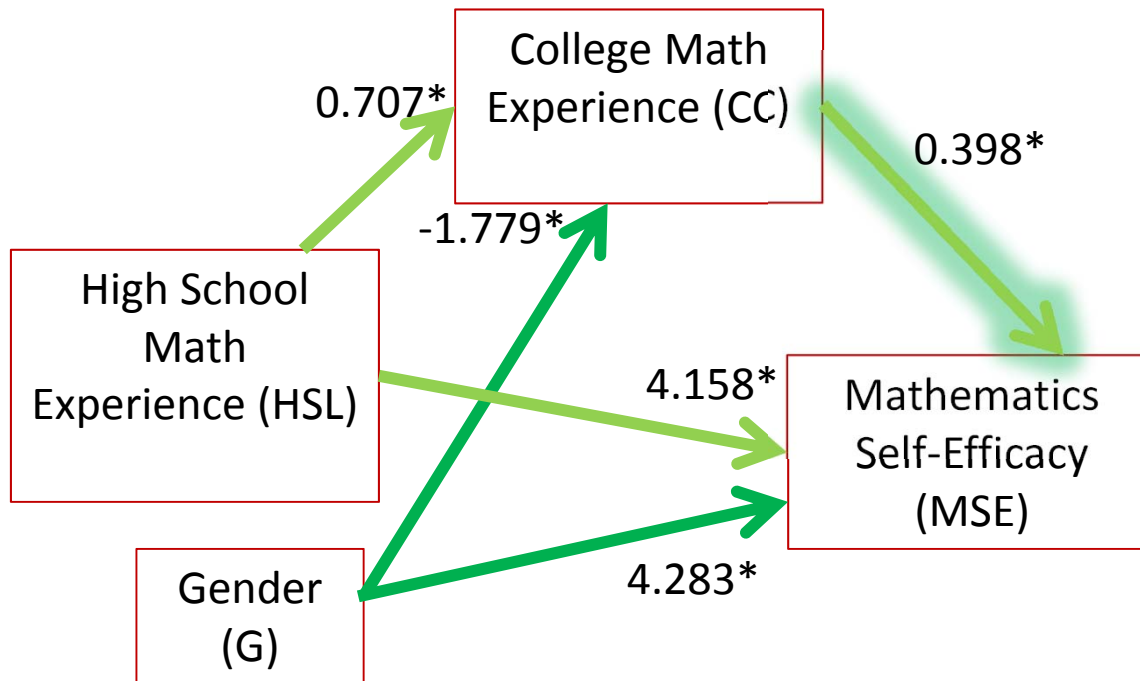 College Math
Experience (CC)
0.707*
0.398*
-1.779*
High School
Math
Experience (HSL)
4.158*
Mathematics
Self-Efficacy
(MSE)
4.283*
Gender
(G)